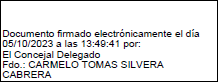 Documento firmado electrónicamente el día
05/10/2023 a las 13:49:41 por:
El Concejal Delegado
Fdo.: CARMELO TOMAS SILVERA
CABRERA